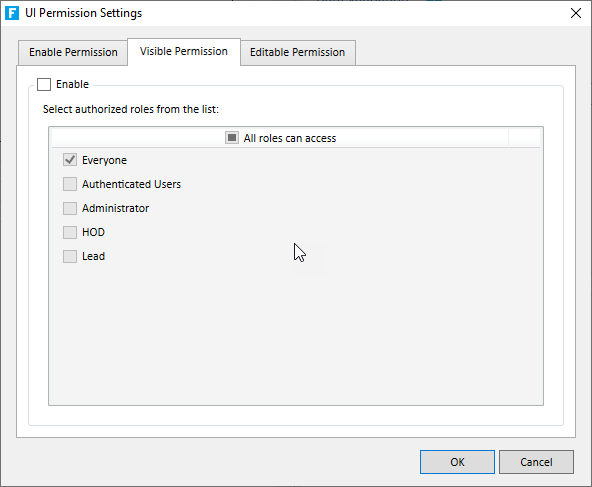 F UI Permission Settings
Enable Permission Visible Permission Editable Permission
Enable
Select authorized roles from the list:
All roles can access
Everyone
Authenticated Users
Administrator
HOD
Lead
OK Cancel